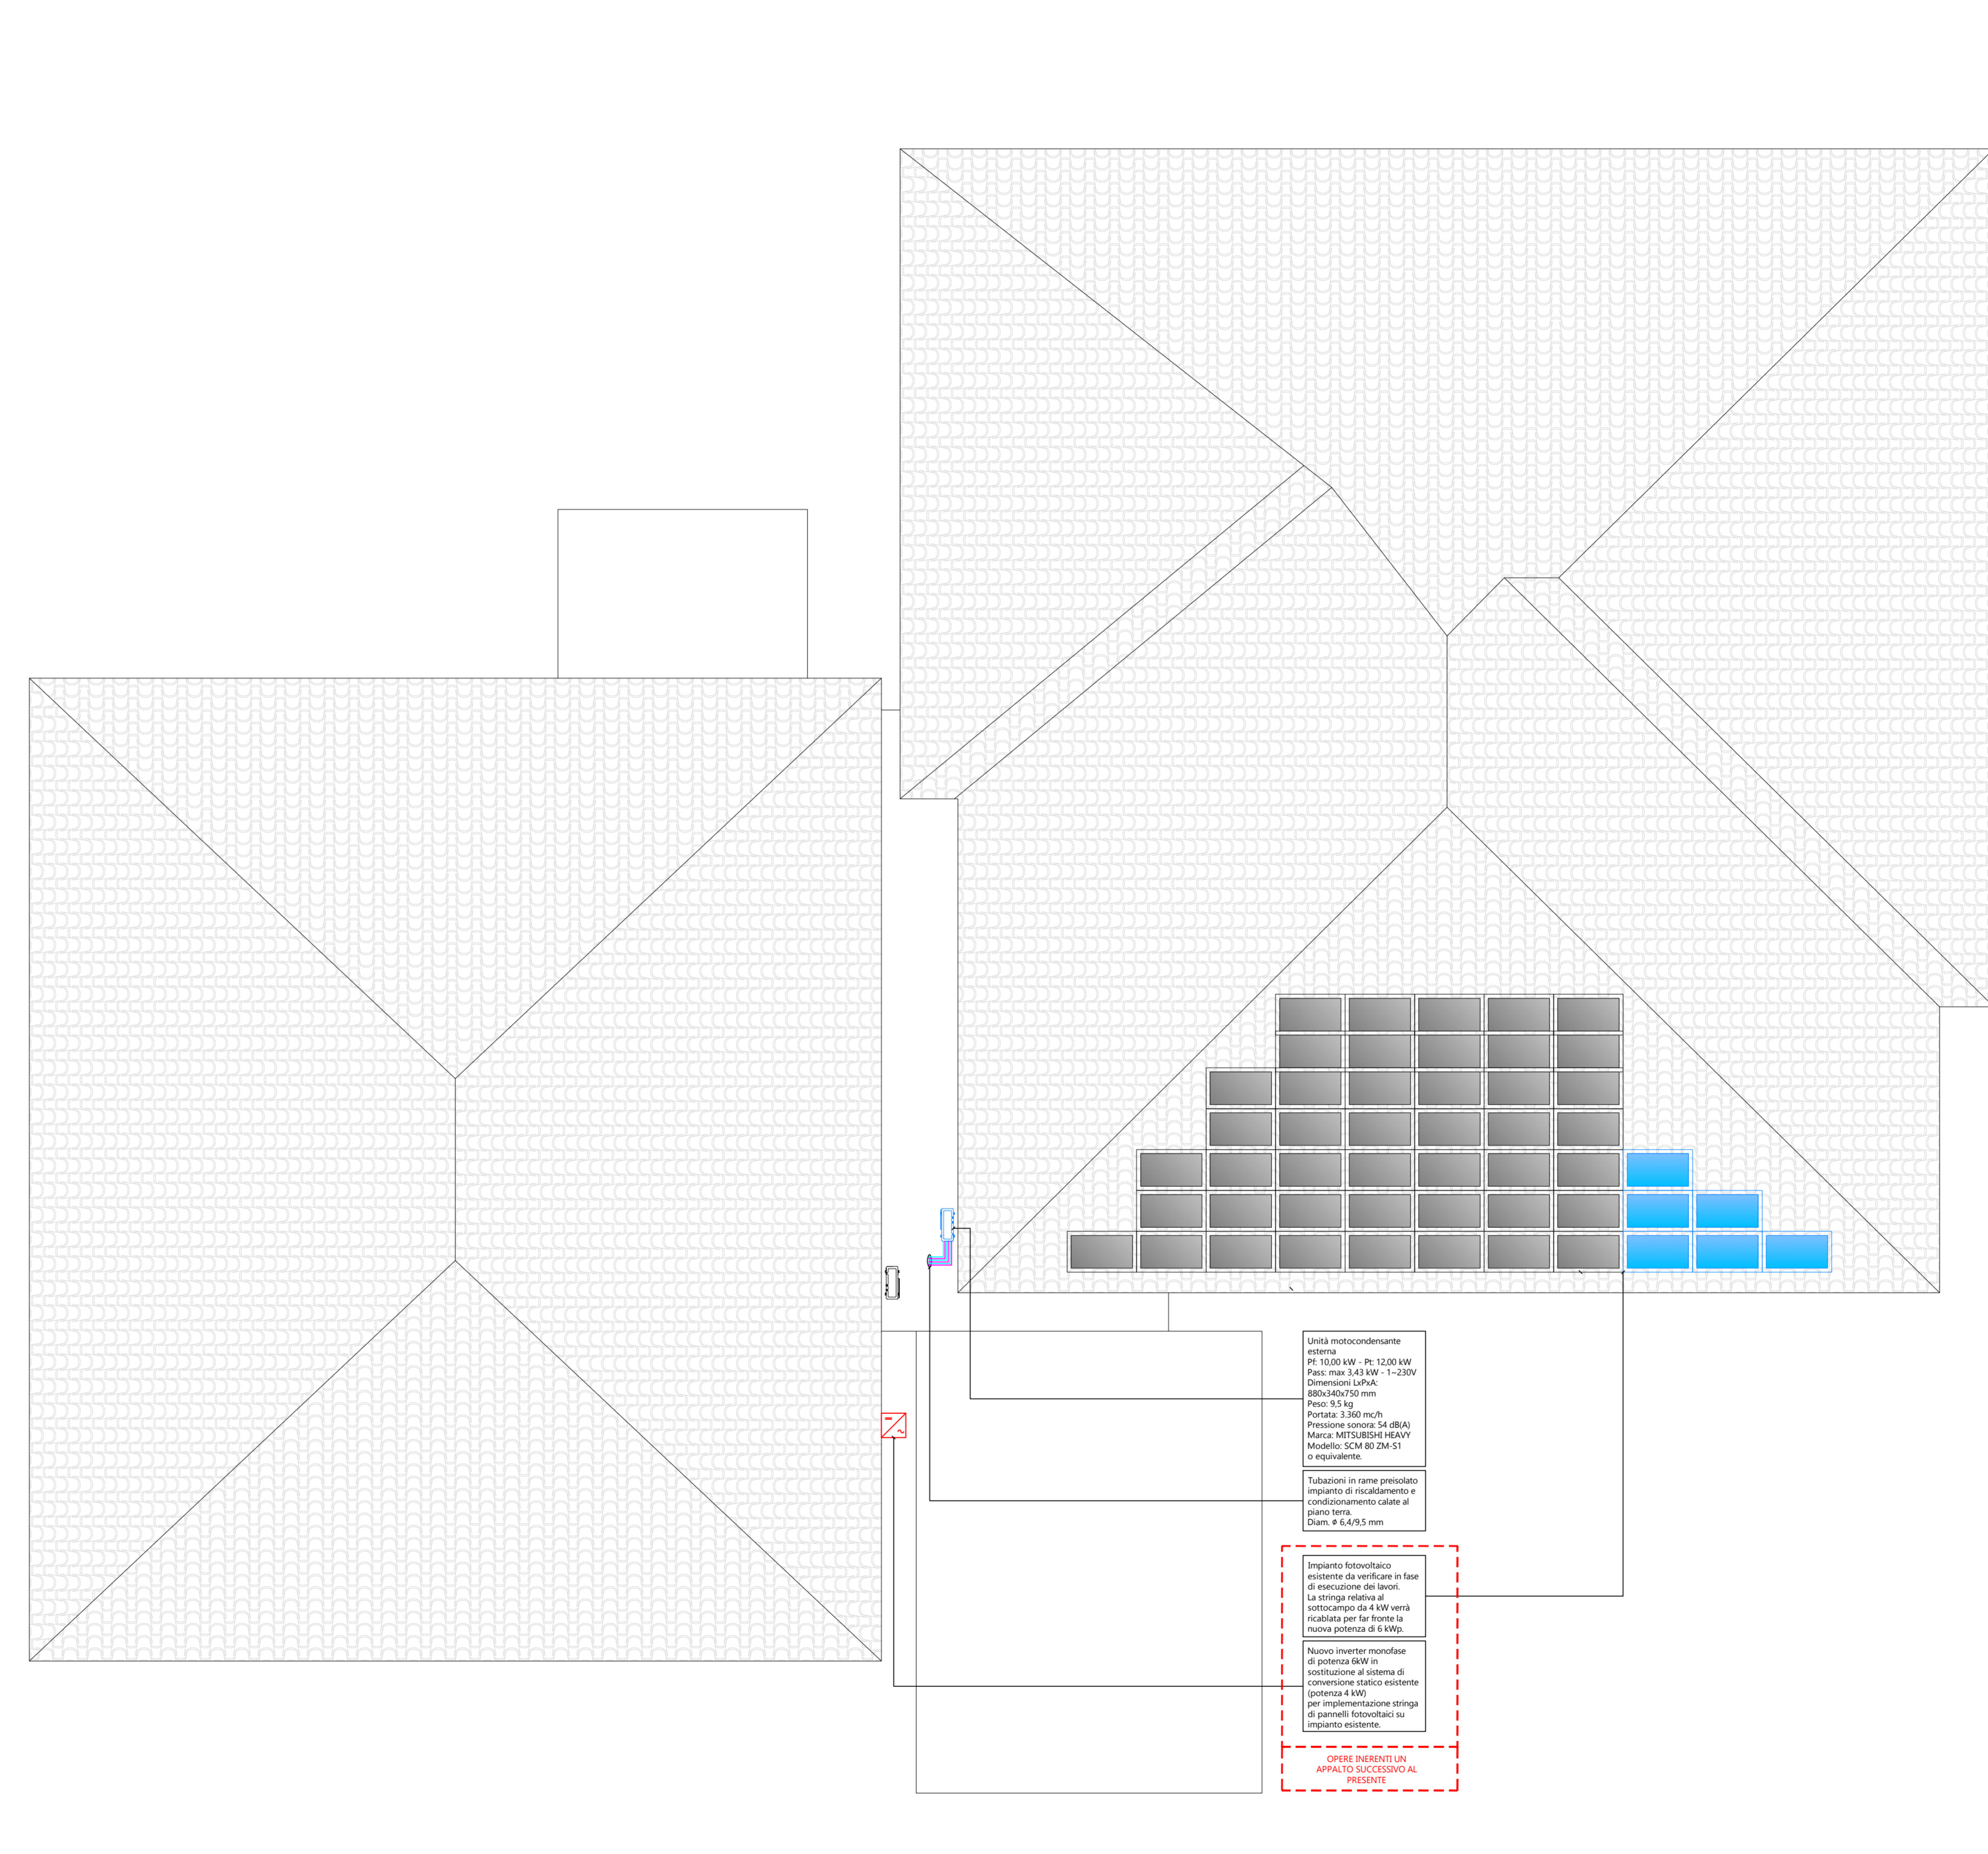 Unità motocondensante
esterna
Pf: 10,00 kW - Pt: 12,00 kW
Pass: max 3,43 kW - 1~230V
Dimensioni LxPxA:
880x340x750 mm
Peso: 9,5 kg
Portata: 3.360 mc/h
Pressione sonora: 54 dB(A)
Marca: MITSUBISHI HEAVY
Modello: SCM 80 ZM-S1
o equivalente.
Tubazioni in rame preisolato
impianto di riscaldamento e
condizionamento calate al
piano terra.
Diam. ϕ 6,4/9,5 mm
Impianto fotovoltaico
esistente da verificare in fase
di esecuzione dei lavori.
La stringa relativa al
sottocampo da 4 kW verrà
ricablata per far fronte la
nuova potenza di 6 kWp.
Nuovo inverter monofase
di potenza 6kW in
sostituzione al sistema di
conversione statico esistente
(potenza 4 kW)
per implementazione stringa
di pannelli fotovoltaici su
impianto esistente.
OPERE INERENTI UN
APPALTO SUCCESSIVO AL
PRESENTE